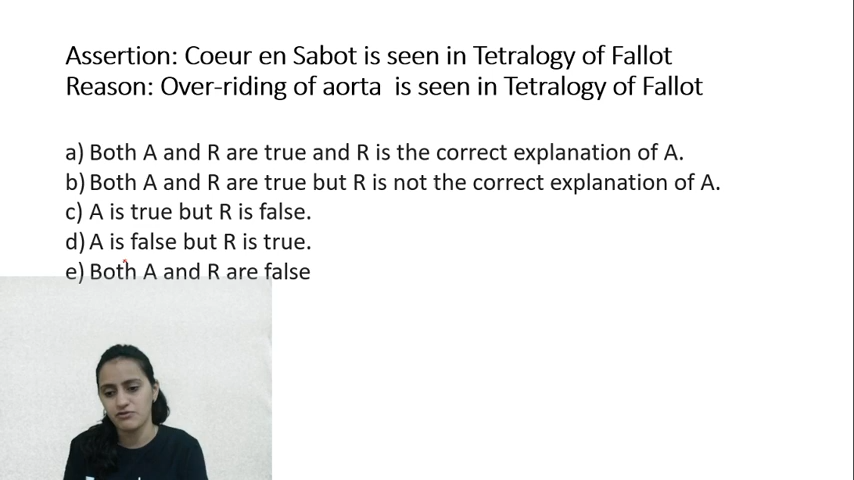 Assertion: Coeur en Sabot is seen in Tetralogy of Fallot
Reason: Over-riding of aorta is seen in Tetralogy of Fallot
a) Both A and R are true and R is the correct explanation of A.
b) Both A and R are true but R is not the correct explanation of A.
c) A is true but R is false.
d) A is false but R is true.
e) Both A and R are false